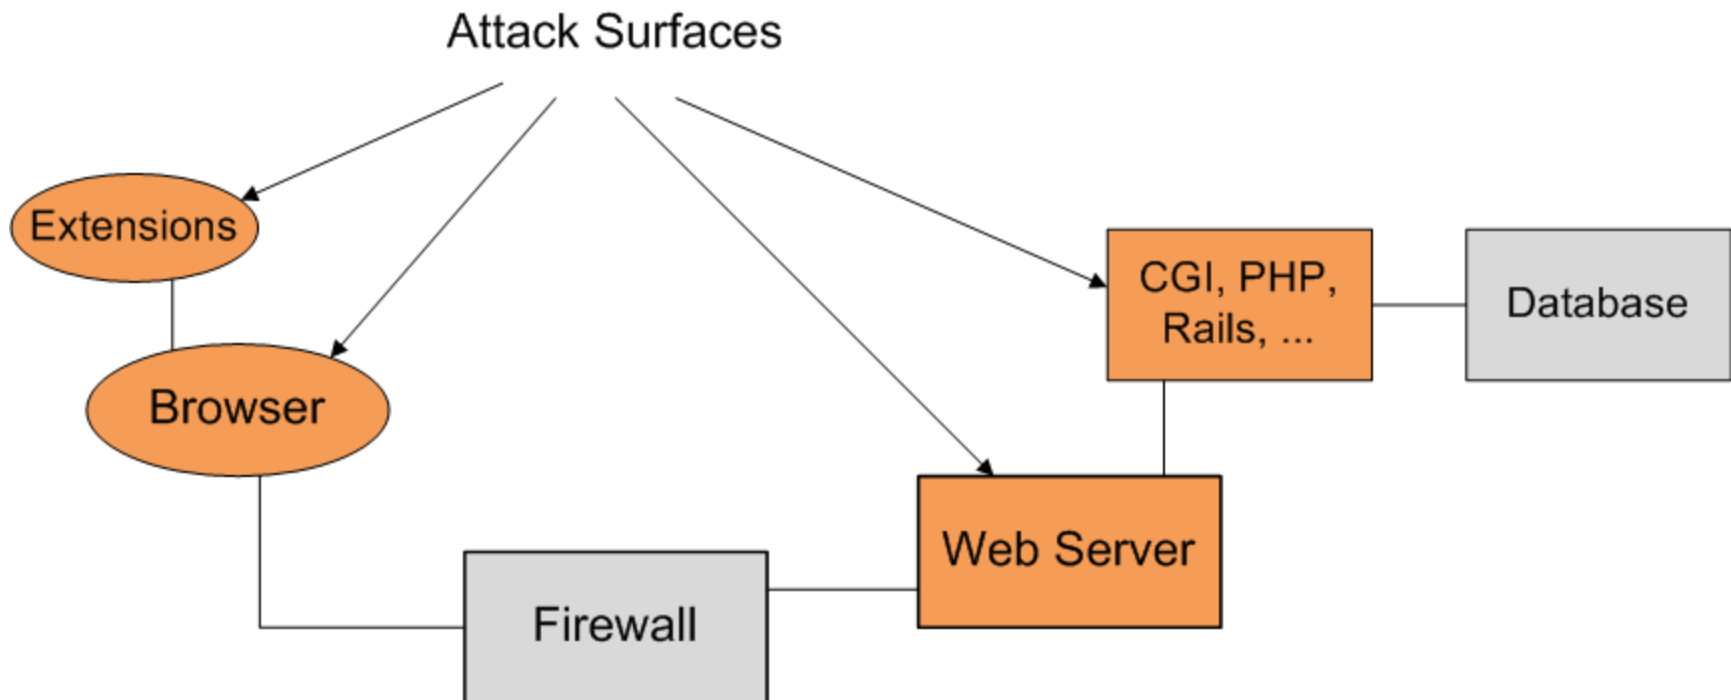 Attack Surfaces
Extensions
Browser
CGI, PHP,
Rails, ...
Database
Web Server
Firewall